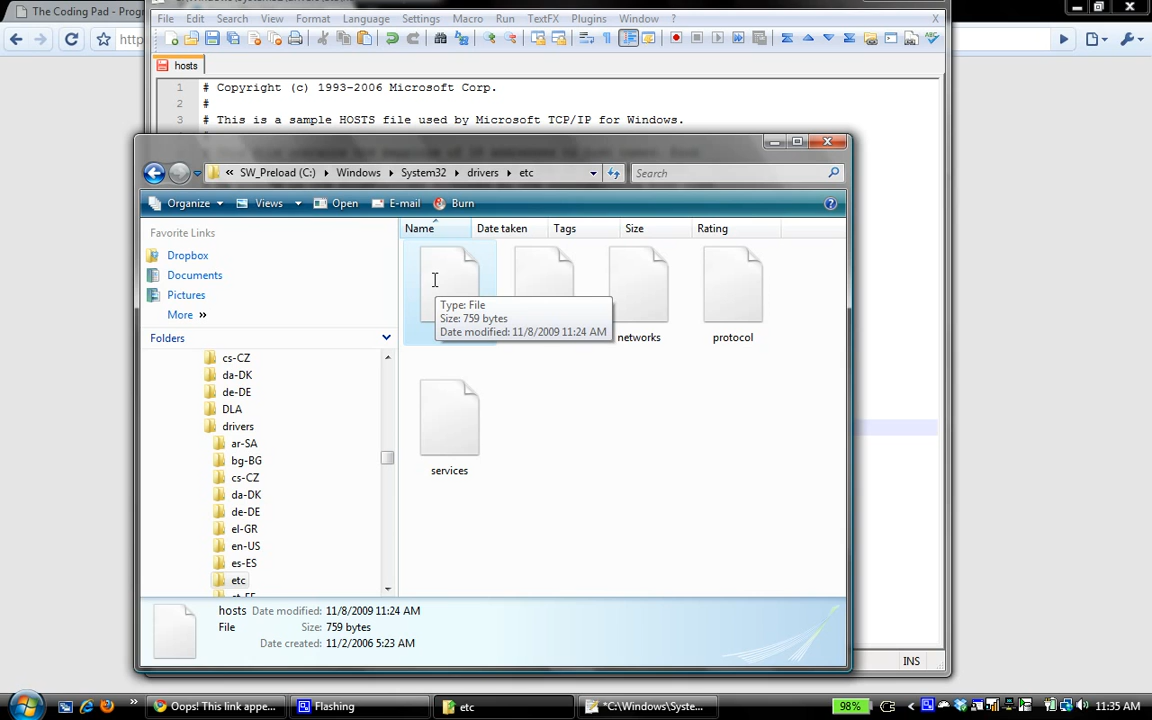 The Coding Pad - Prog
File Edit Search View Format Language Settings Macro Run TextFX Plugins Window ? X
http
hosts
1 # Copyright (c) 1993-2006 Microsoft Corp.
2 #
3 # This is a sample HOSTS file used by Microsoft TCP/IP for Windows.
« SW_Preload (C:) Windows System32 drivers etc
Search
Organize Views Open E-mail Burn
Favorite Links
Dropbox
Documents
Pictures
More »
Folders
cs-CZ
da-DK
de-DE
DLA
drivers
ar-SA
bg-BG
cs-CZ
da-DK
de-DE
el-GR
en-US
es-ES
etc
Name Date taken Tags Size Rating
Type: File
Size: 759 bytes
Date modified: 11/8/2009 11:24 AM
networks
protocol
services
hosts Date modified: 11/8/2009 11:24 AM
File Size: 759 bytes
Date created: 11/2/2006 5:23 AM
INS
Oops! This link appe...
Flashing
etc
*C:\Windows\Syste...
98%
11:35 AM